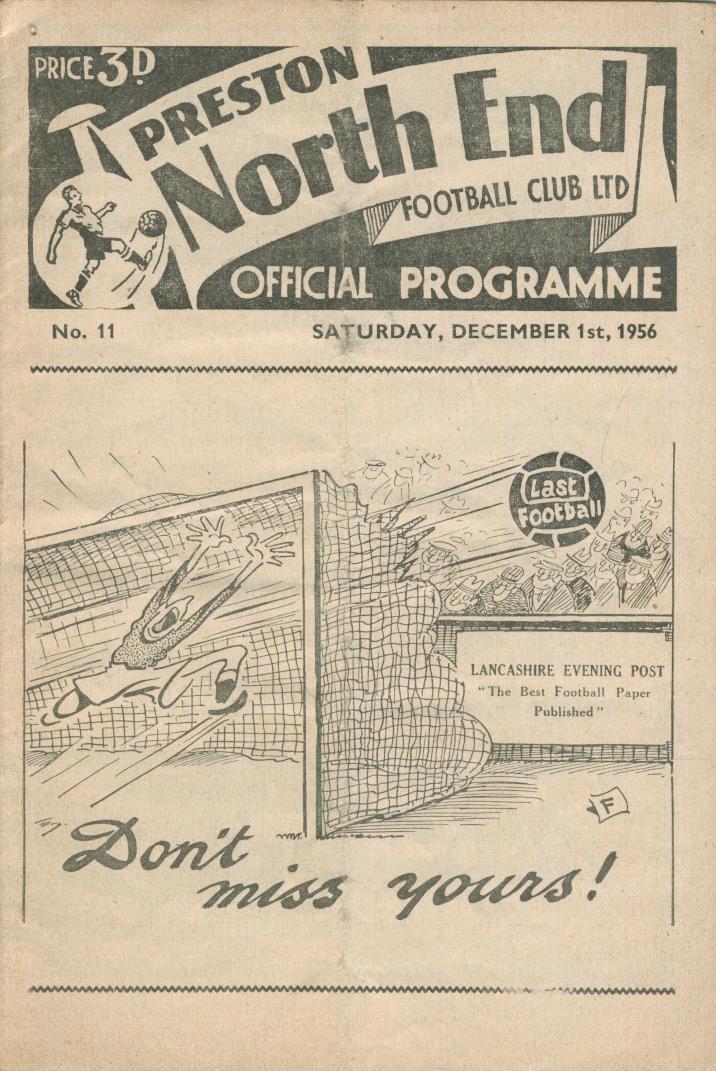 PRICE 3D
PRESTON
North End
FOOTBALL CLUB LTD
OFFICIAL PROGRAMME
No. 11
SATURDAY, DECEMBER 1st, 1956
Last
Football
LANCASHIRE EVENING POST
"The Best Football Paper
Published"
F
Don't
miss yours!